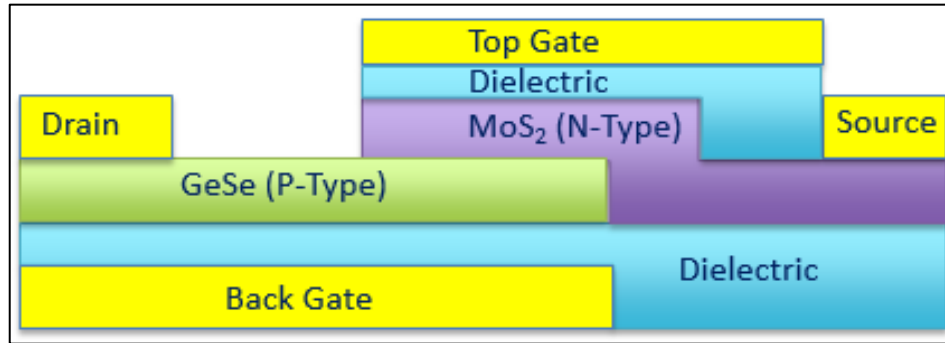 Top Gate
Dielectric
Drain
MoS₂ (N-Type)
Source
GeSe (P-Type)
Dielectric
Back Gate